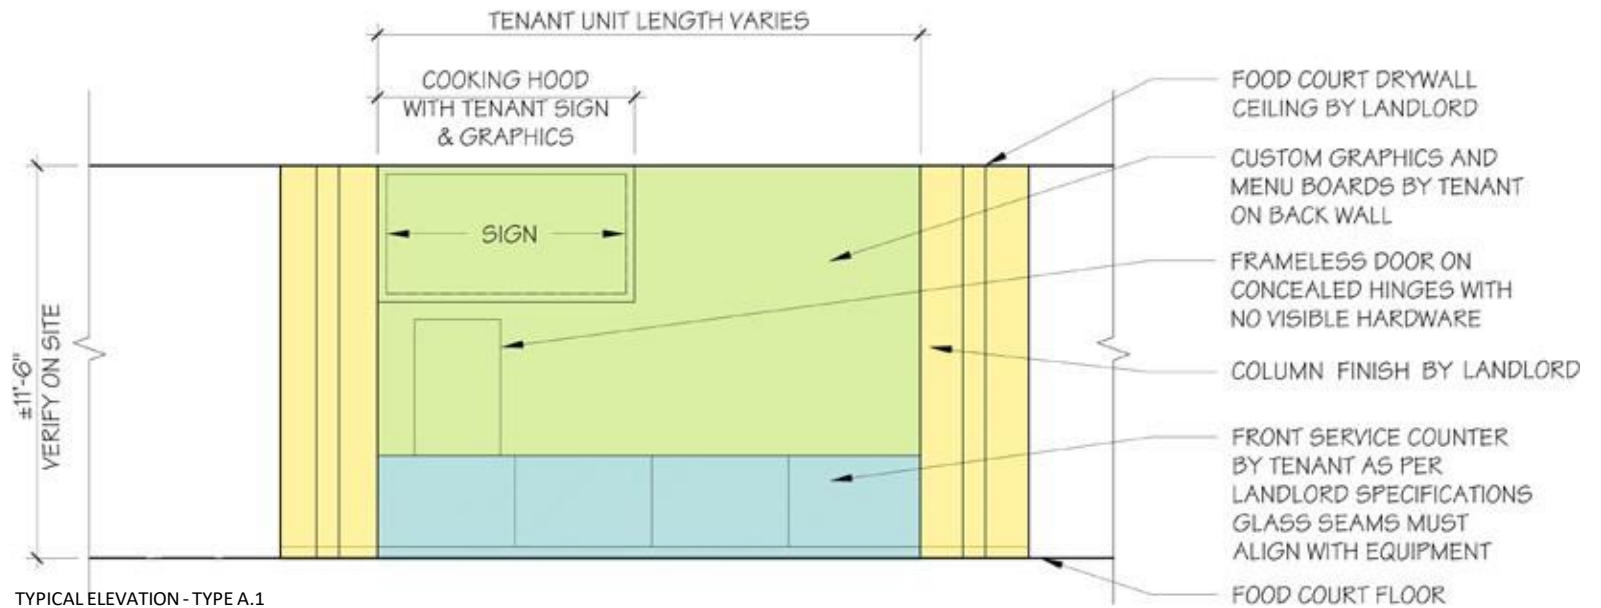 TENANT UNIT LENGTH VARIES
COOKING HOOD
WITH TENANT SIGN
& GRAPHICS
SIGN
±11'-6"
VERIFY ON SITE
FOOD COURT DRYWALL
CEILING BY LANDLORD
CUSTOM GRAPHICS AND
MENU BOARDS BY TENANT
ON BACK WALL
FRAMELESS DOOR ON
CONCEALED HINGES WITH
NO VISIBLE HARDWARE
COLUMN FINISH BY LANDLORD
FRONT SERVICE COUNTER
BY TENANT AS PER
LANDLORD SPECIFICATIONS
GLASS SEAMS MUST
ALIGN WITH EQUIPMENT
FOOD COURT FLOOR
TYPICAL ELEVATION - TYPE A.1